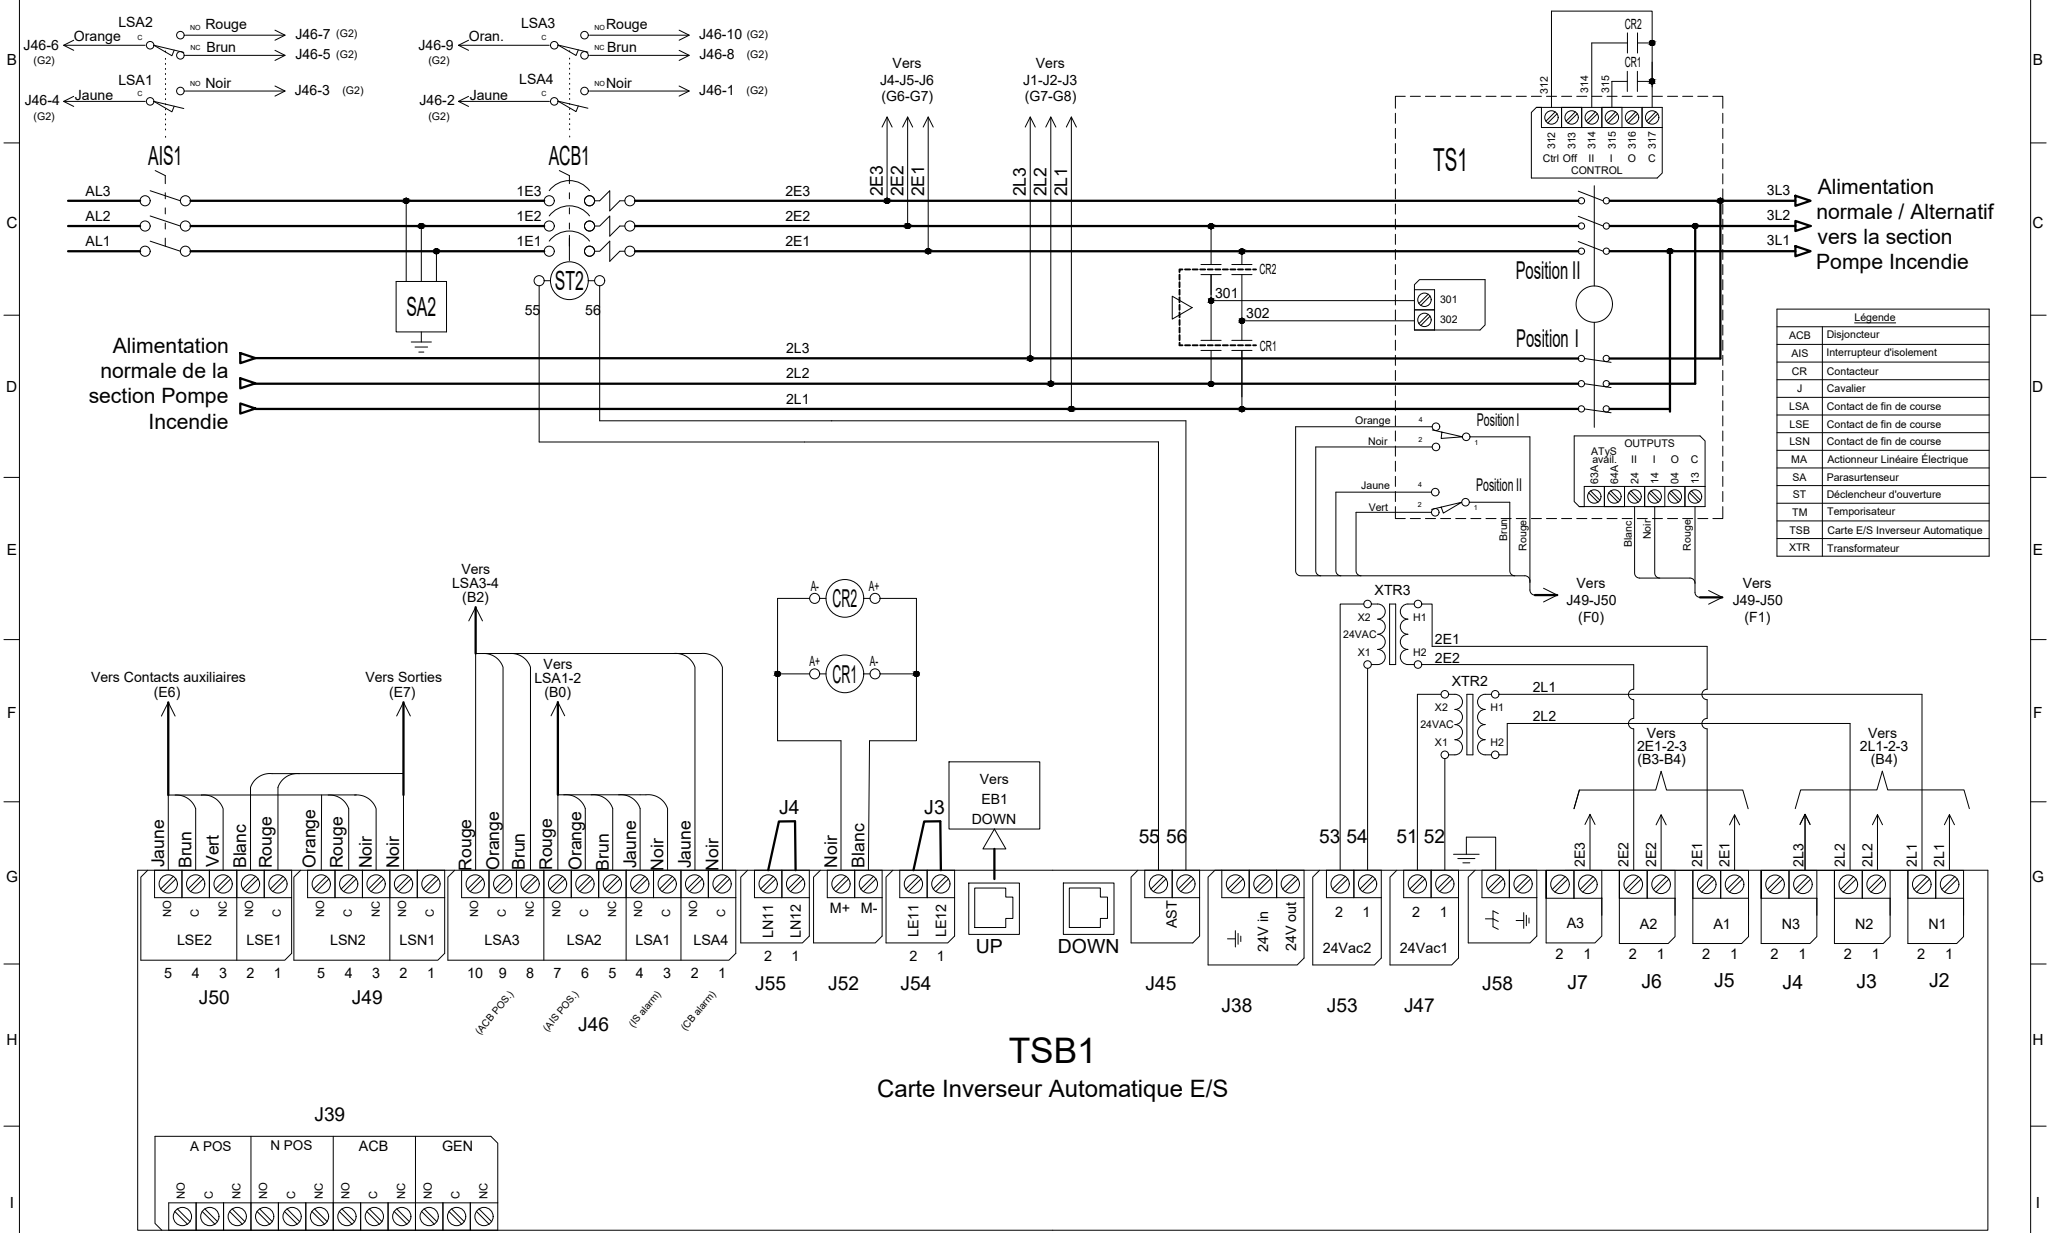 LSA2
NO Rouge
J46-7 (G2)
J46-6
(G2)
Orange
C
NC Brun
J46-5 (G2)
LSA1
NO Noir
J46-3 (G2)
J46-4
(G2)
Jaune
C
LSA3
NO Rouge
J46-10 (G2)
J46-9
(G2)
Oran.
C
NC Brun
J46-8 (G2)
LSA4
NO Noir
J46-1 (G2)
J46-2
(G2)
Jaune
C
Vers
J4-J5-J6
(G6-G7)
Vers
J1-J2-J3
(G7-G8)
CR2
CR1
312
314
315
312 313 314 315 316 317
Ctrl Off II I O C
CONTROL
TS1
B
B
AIS1
ACB1
2E3
2E2
2E1
2L3
2L2
2L1
AL3
AL2
AL1
1E3
1E2
1E1
2E3
2E2
2E1
3L3
3L2
3L1
Alimentation
normale / Alternatif
vers la section
Pompe Incendie
C
C
SA2
ST2
55
56
CR2
301
302
CR1
301
302
Position II
Position I
Alimentation
normale de la
section Pompe
Incendie
2L3
2L2
2L1
D
D
Légende
ACB Disjoncteur
AIS Interrupteur d'isolement
CR Contacteur
J Cavalier
LSA Contact de fin de course
LSE Contact de fin de course
LSN Contact de fin de course
MA Actionneur Linéaire Électrique
SA Parasurtenseur
ST Déclencheur d'ouverture
TM Temporisateur
TSB Carte E/S Inverseur Automatique
XTR Transformateur
Orange 4
Noir 2
1
Position I
Jaune 4
Vert 2
1
Position II
Brun
Rouge
OUTPUTS
ATyS
avail. II I O C
63A 64A 24 14 04 13
Blanc
Noir
Rouge
Vers
J49-J50
(F0)
Vers
J49-J50
(F1)
E
E
Vers
LSA3-4
(B2)
Vers
LSA1-2
(B0)
A- CR2 A+
A+ CR1 A-
XTR3
X2 H1
24VAC
X1 H2
2E1
2E2
XTR2
X2 H1
24VAC
X1 H2
2L1
2L2
Vers Contacts auxiliaires
(E6)
Vers Sorties
(E7)
Vers
2E1-2-3
(B3-B4)
Vers
2L1-2-3
(B4)
F
F
Vers
EB1
DOWN
J4
J3
Jaune
Brun
Vert
Blanc
Rouge
Orange
Rouge
Noir
Noir
Rouge
Orange
Brun
Rouge
Orange
Brun
Jaune
Noir
Jaune
Noir
Noir
Blanc
55 56
53 54
51 52
2E3
2E2
2E2
2E1
2E1
2L3
2L2
2L2
2L1
2L1
G
G
NO C NC NO C
LSE2 LSE1
5 4 3 2 1
J50
NO C NC NO C
LSN2 LSN1
5 4 3 2 1
J49
NO C NC NO C NC NO C NO C
LSA3 LSA2 LSA1 LSA4
10 9 8 7 6 5 4 3 2 1
(ACB POS.)
(AIS POS.)
(IS alarm)
(CB alarm)
J46
LN11 LN12
2 1
J55
M+ M-
J52
LE11 LE12
2 1
J54
UP
DOWN
AST
J45
24V in
24V out
J38
2 1
24Vac2
J53
2 1
24Vac1
J47
J58
A3
2 1
J7
A2
2 1
J6
A1
2 1
J5
N3
2 1
J4
N2
2 1
J3
N1
2 1
J2
H
H
TSB1
Carte Inverseur Automatique E/S
J39
A POS N POS ACB GEN
NO C NC NO C NC NO C NC NO C NC
I
I